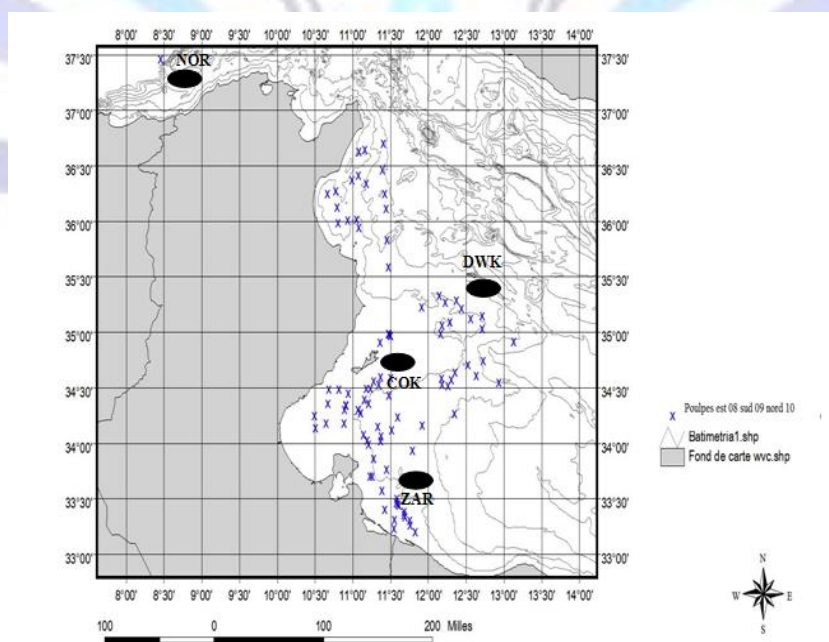 8°00' 8°30' 9°00' 9°30' 10°00' 10°30' 11°00' 11°30' 12°00' 12°30' 13°00' 13°30' 14°00'
37°30' NOR 37°30'
37°00' 37°00'
36°30' 36°30'
36°00' 36°00'
DWK
35°30' 35°30'
35°00' 35°00'
34°30' COK 34°30'
Poulpes est 08 sud 09 nord 10
Batimetria1.shp
34°00' 34°00'
Fond de carte wvc.shp
33°30' ZAR 33°30'
33°00' 33°00'
N
W E
S
8°00' 8°30' 9°00' 9°30' 10°00' 10°30' 11°00' 11°30' 12°00' 12°30' 13°00' 13°30' 14°00'
100 0 100 200 Miles